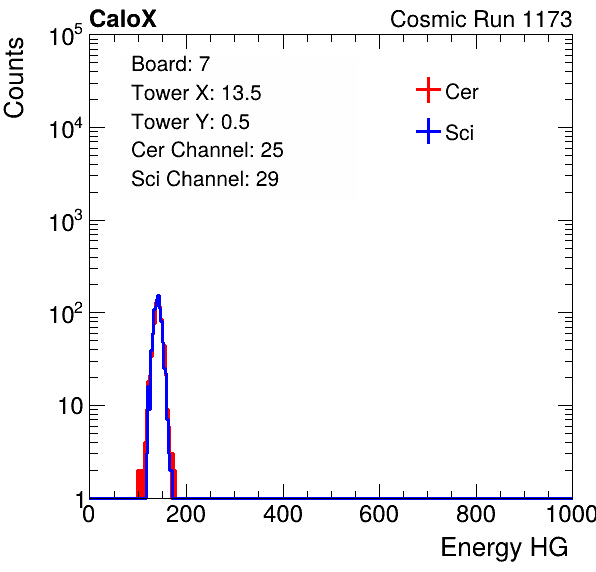 CaloX Cosmic Run 1173
Counts
Board: 7
Tower X: 13.5
Tower Y: 0.5
Cer Channel: 25
Sci Channel: 29
Cer
Sci
10^5
10^4
10^3
10^2
10
1
0 200 400 600 800 1000
Energy HG